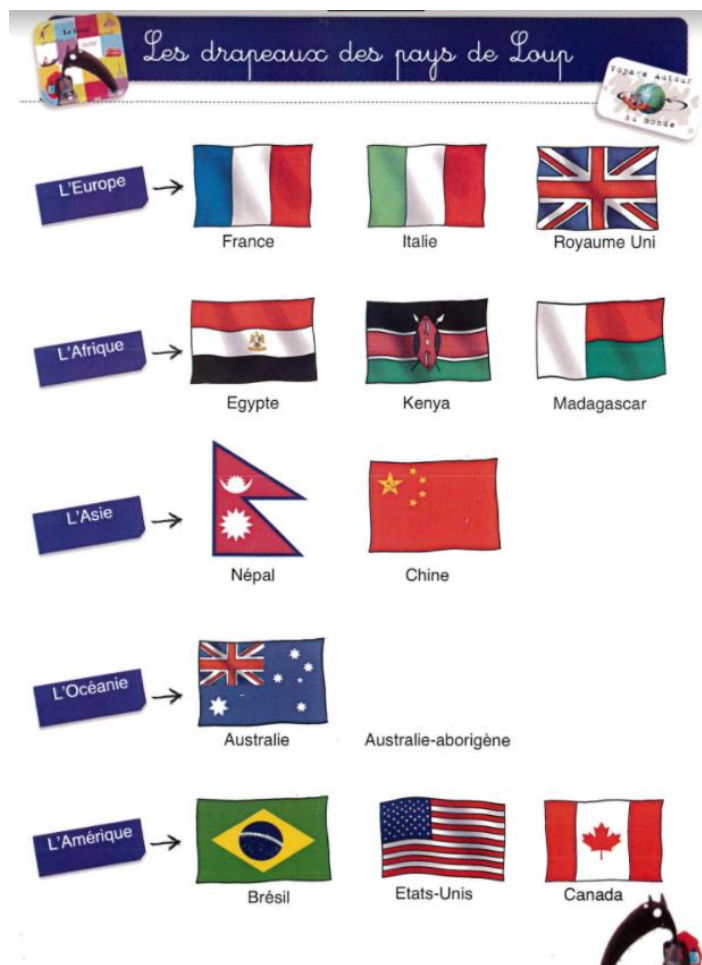 Les drapeaux des pays de Loup
Voyage Autour
du monde
L'Europe
France
Italie
Royaume Uni
L'Afrique
Egypte
Kenya
Madagascar
L'Asie
Népal
Chine
L'Océanie
Australie
Australie-aborigène
L'Amérique
Brésil
Etats-Unis
Canada